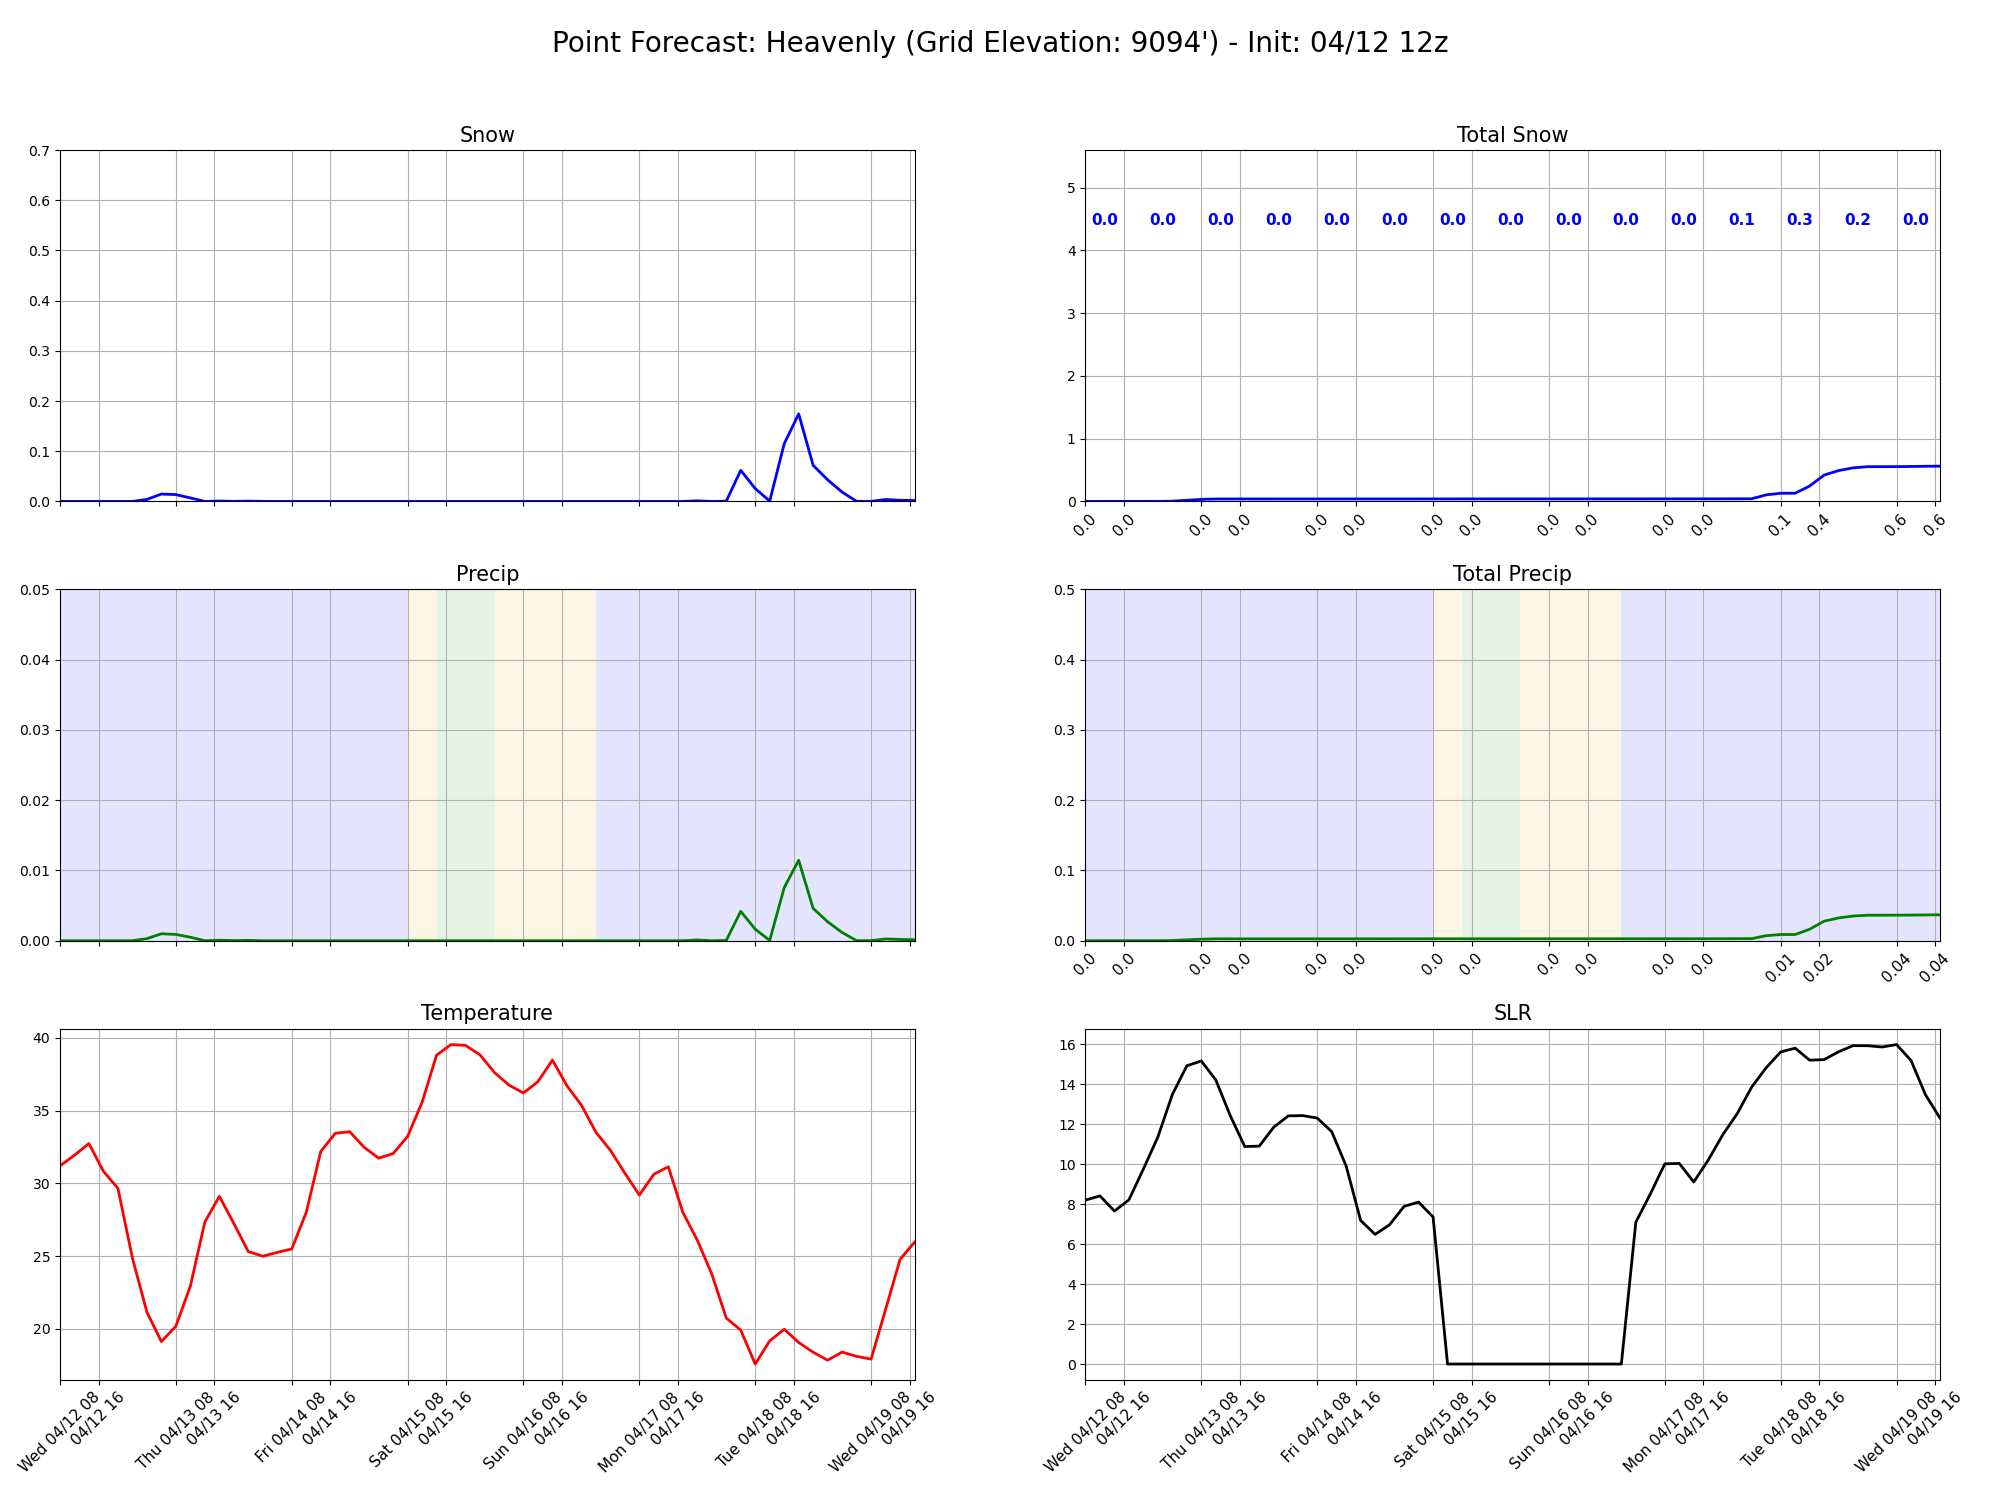 Point Forecast: Heavenly (Grid Elevation: 9094') - Init: 04/12 12z
Snow
0.7
0.6
0.5
0.4
0.3
0.2
0.1
0.0
Total Snow
5
4
3
2
1
0
0.0 0.0 0.0 0.0 0.0 0.0 0.0 0.0 0.0 0.0 0.0 0.1 0.3 0.2 0.0
0.0 0.0 0.0 0.0 0.0 0.0 0.0 0.0 0.0 0.0 0.0 0.0 0.1 0.4 0.6 0.6
Precip
0.05
0.04
0.03
0.02
0.01
0.00
Total Precip
0.5
0.4
0.3
0.2
0.1
0.0
0.0 0.0 0.0 0.0 0.0 0.0 0.0 0.0 0.0 0.0 0.0 0.0 0.01 0.02 0.04 0.04
Temperature
40
35
30
25
20
Wed 04/12 08
04/12 16
Thu 04/13 08
04/13 16
Fri 04/14 08
04/14 16
Sat 04/15 08
04/15 16
Sun 04/16 08
04/16 16
Mon 04/17 08
04/17 16
Tue 04/18 08
04/18 16
Wed 04/19 08
04/19 16
SLR
16
14
12
10
8
6
4
2
0
Wed 04/12 08
04/12 16
Thu 04/13 08
04/13 16
Fri 04/14 08
04/14 16
Sat 04/15 08
04/15 16
Sun 04/16 08
04/16 16
Mon 04/17 08
04/17 16
Tue 04/18 08
04/18 16
Wed 04/19 08
04/19 16